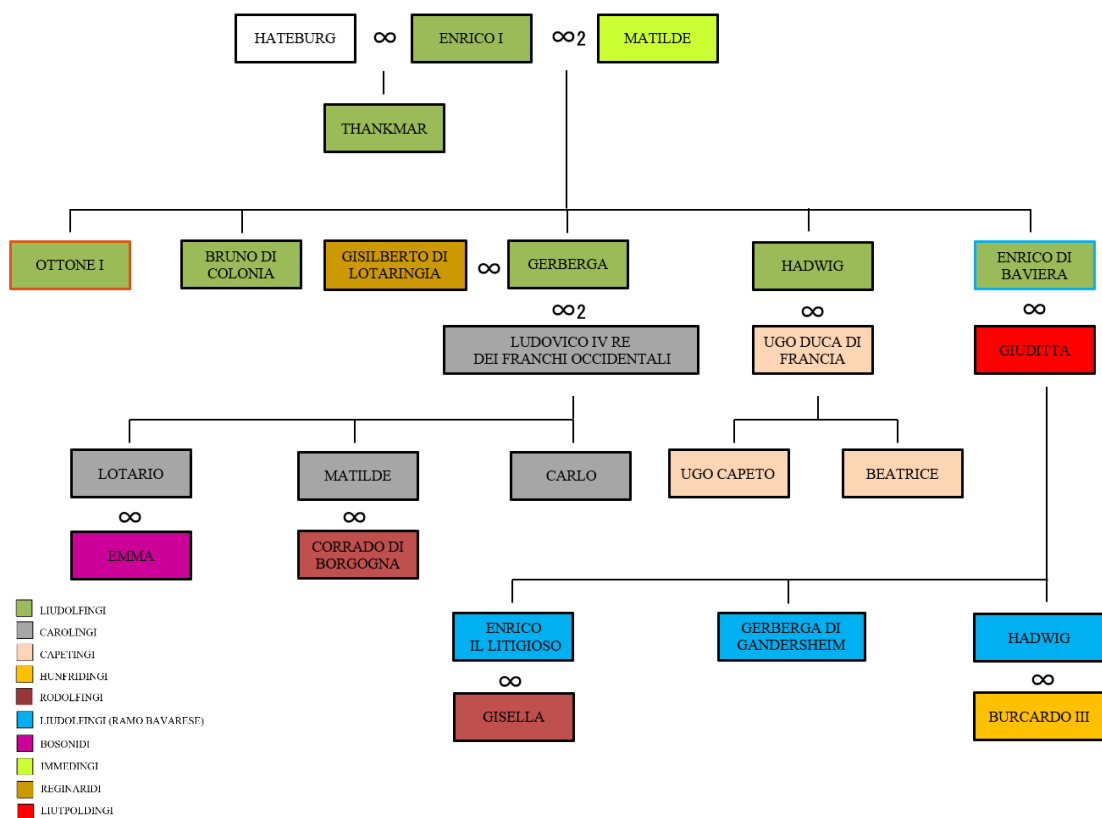 HATEBURG
∞
ENRICO I
∞2
MATILDE
THANKMAR
OTTONE I
BRUNO DI
COLONIA
GISILBERTO DI
LOTARINGIA
∞
GERBERGA
HADWIG
ENRICO DI
BAVIERA
∞2
∞
∞
LUDOVICO IV RE
DEI FRANCHI OCCIDENTALI
UGO DUCA DI
FRANCIA
GIUDITTA
LOTARIO
MATILDE
CARLO
UGO CAPETO
BEATRICE
∞
∞
EMMA
CORRADO DI
BORGOGNA
ENRICO
IL LITIGIOSO
GERBERGA DI
GANDERSHEIM
HADWIG
∞
∞
GISELLA
BURCARDO III
LIUDOLFINGI
CAROLINGI
CAPETINGI
HUNFRIDINGI
RODOLFINGI
LIUDOLFINGI (RAMO BAVARESE)
BOSONIDI
IMMEDINGI
REGINARIDI
LIUTPOLDINGI